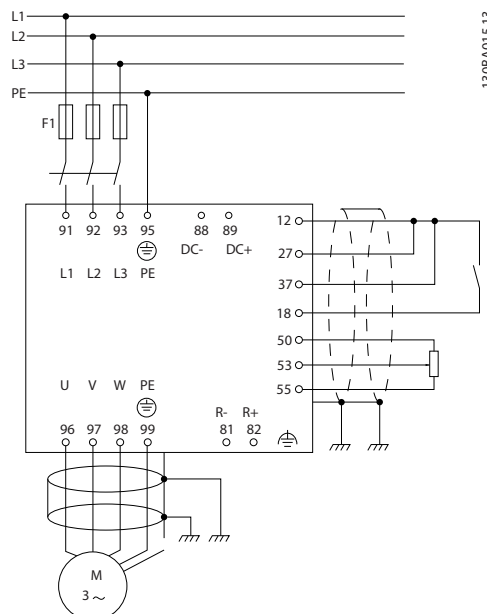 L1
L2
L3
PE
130BA015.13
F1
91 92 93 95 88 89
DC- DC+
L1 L2 L3 PE
12
27
37
18
50
53
55
U V W PE
R- R+
96 97 98 99 81 82
M
3 ~